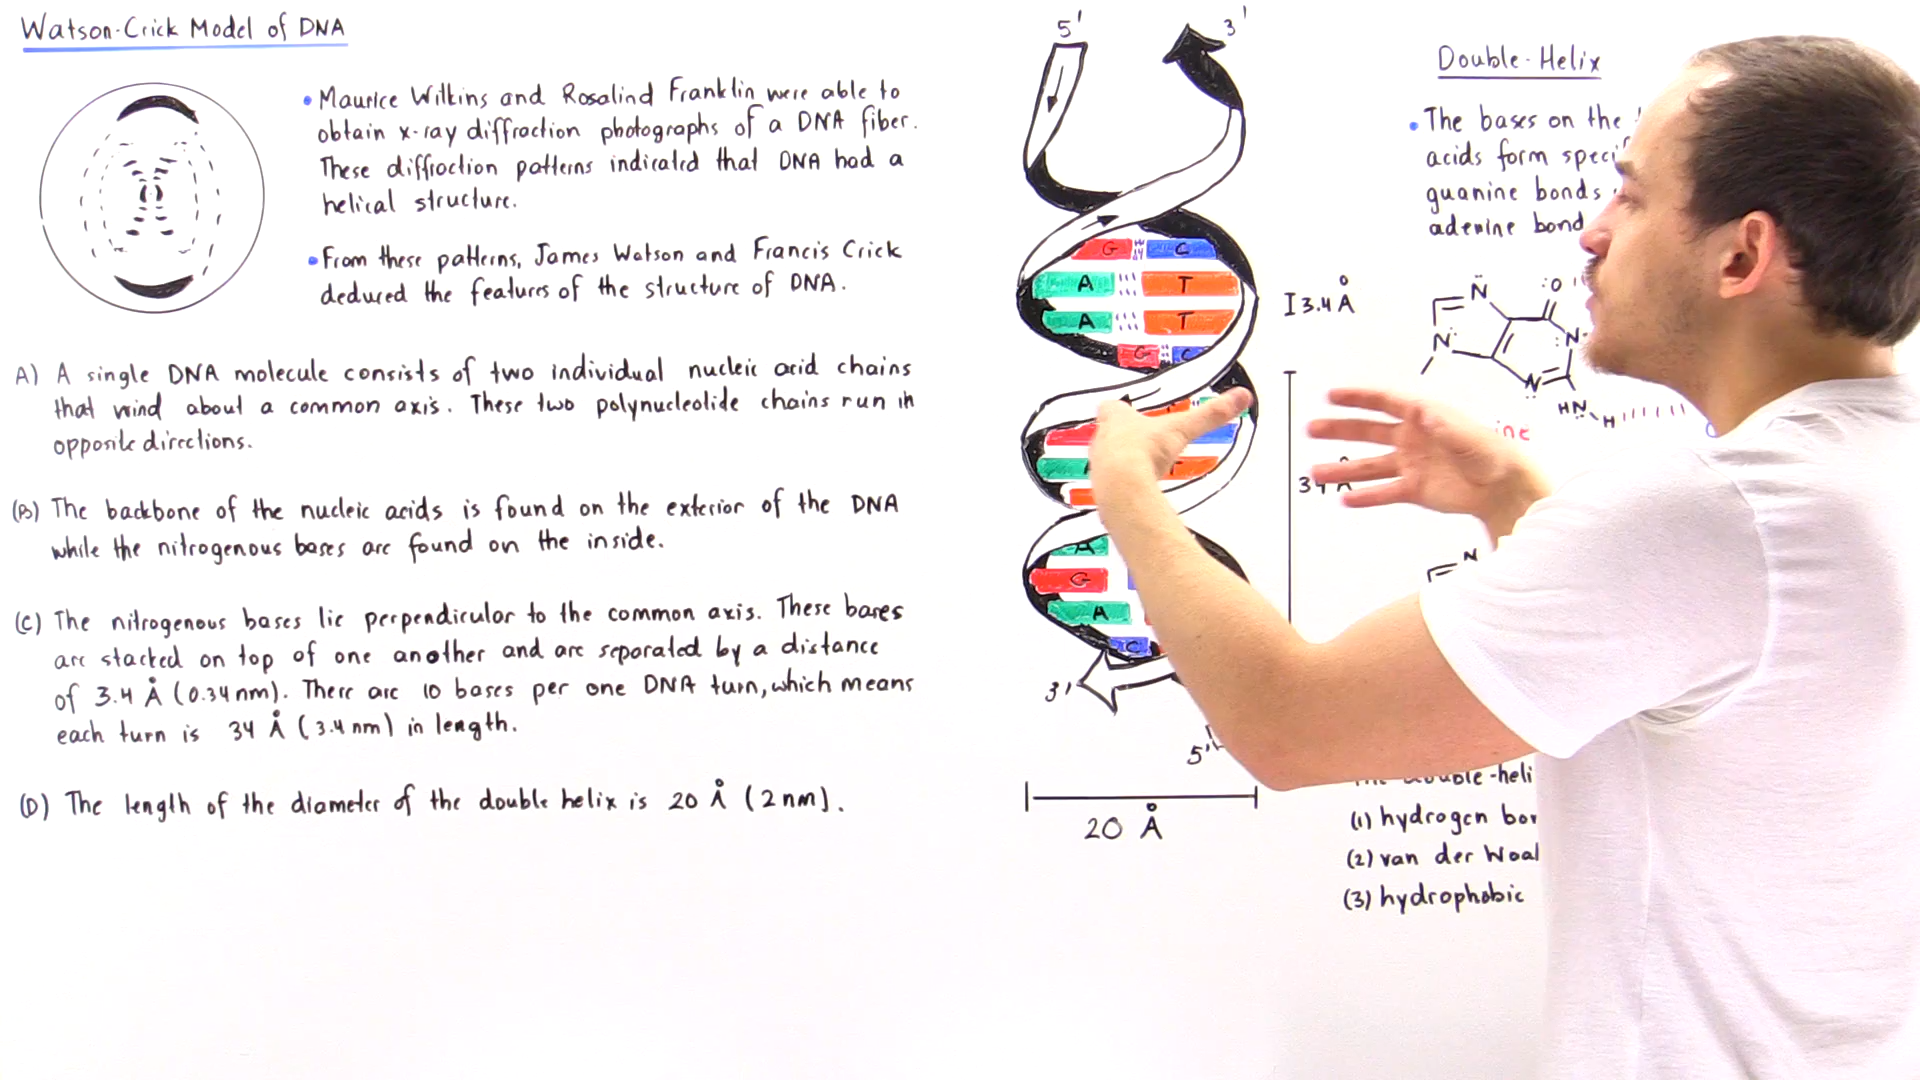 Watson-Crick Model of DNA
• Maurice Wilkins and Rosalind Franklin were able to
obtain x-ray diffraction photographs of a DNA fiber.
These diffraction patterns indicated that DNA had a
helical structure.
• From these patterns, James Watson and Francis Crick
deduced the features of the structure of DNA.
A) A single DNA molecule consists of two individual nucleic acid chains
that wind about a common axis. These two polynucleotide chains run in
opposite directions.
(B) The backbone of the nucleic acids is found on the exterior of the DNA
while the nitrogenous bases are found on the inside.
(C) The nitrogenous bases lie perpendicular to the common axis. These bases
are stacked on top of one another and are separated by a distance
of 3.4 Å (0.34nm). There are 10 bases per one DNA turn, which means
each turn is 34 Å (3.4 nm) in length.
(D) The length of the diameter of the double helix is 20 Å (2nm).
5' 3'
G C
A T
A T
G C
T
A
G
A
C
3'
5'
20 Å
3.4 Å
34 Å
Double-Helix
• The bases on the
acids form
guanine bonds
adenine bond
N :O
N N
N
HN H
N
double-heli
(1) hydrogen
(2) van der
(3) hydrophobic